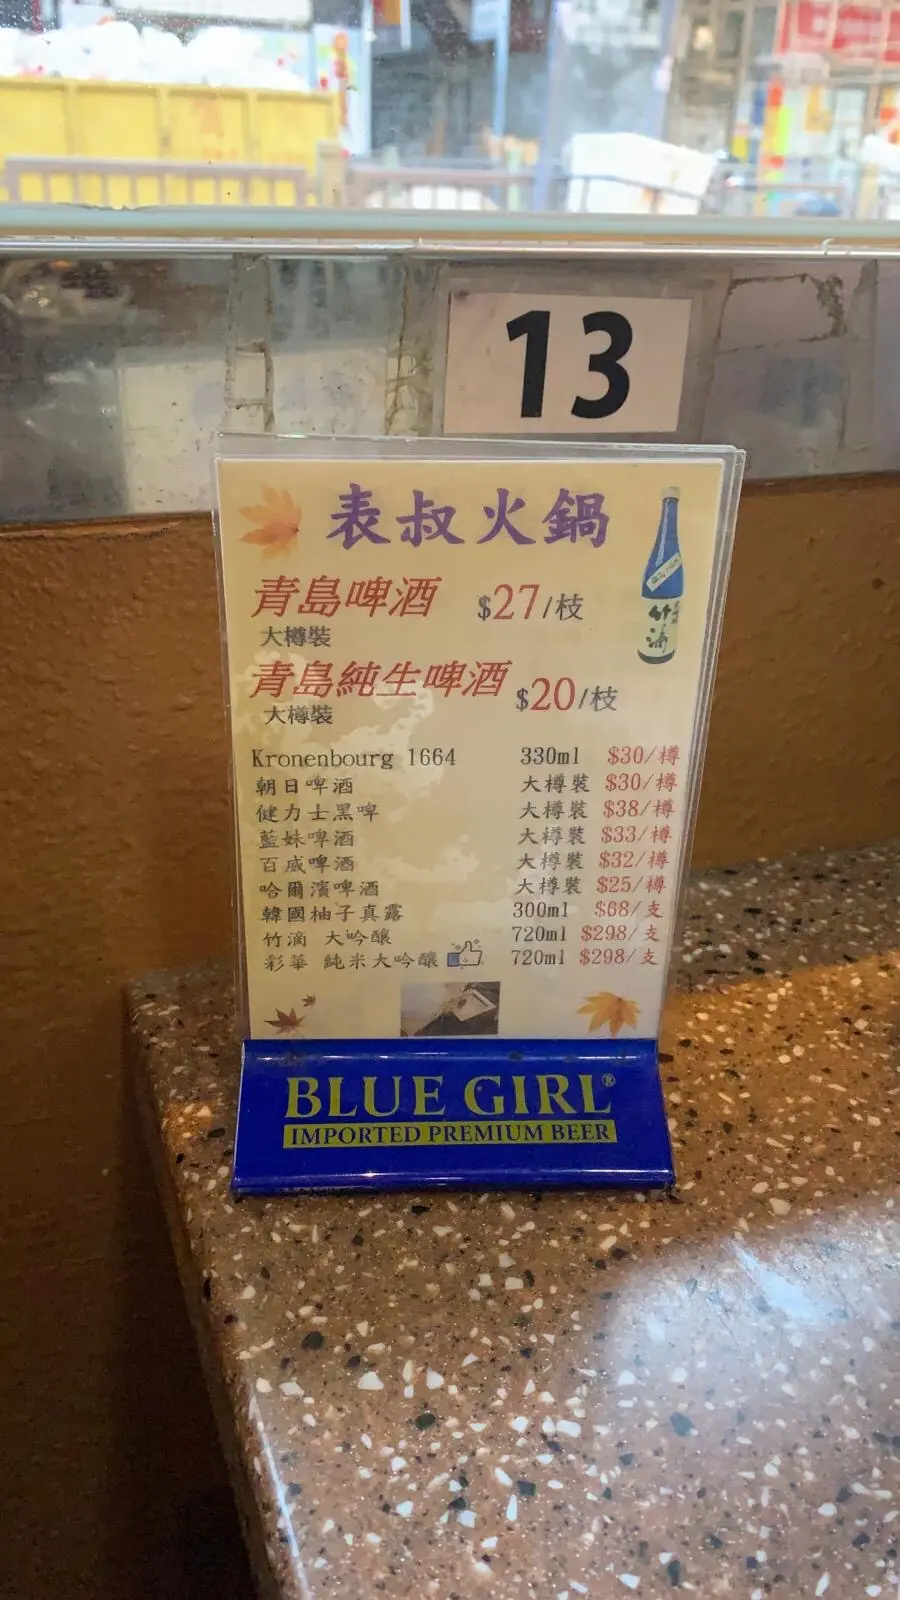 13
表叔火鍋
青島啤酒 $27/枝
大樽裝
青島純生啤酒 $20/枝
大樽裝
Kronenbourg 1664 330ml $30/樽
朝日啤酒 大樽裝 $30/樽
健力士黑啤 大樽裝 $38/樽
藍妹啤酒 大樽裝 $33/樽
百威啤酒 大樽裝 $32/樽
哈爾濱啤酒 大樽裝 $25/樽
韓國柚子真露 300ml $68/支
竹滴 大吟釀 720ml $298/支
彩華 純米大吟釀 720ml $298/支
竹滴
BLUE GIRL®
IMPORTED PREMIUM BEER